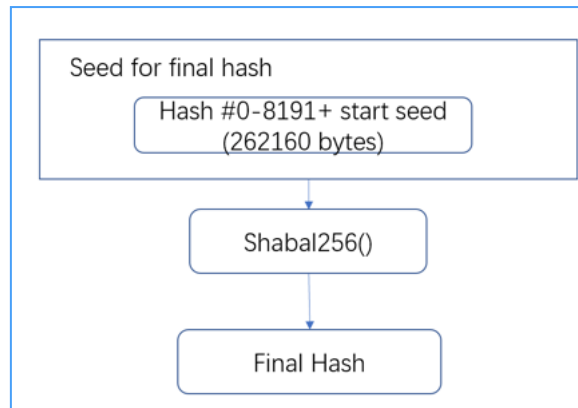 Seed for final hash
Hash #0-8191+ start seed
(262160 bytes)
Shabal256()
Final Hash